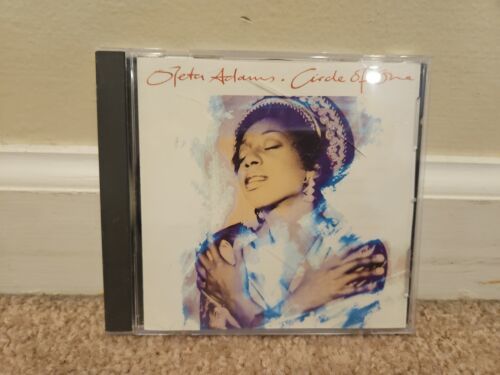 Oleta Adams. Circle Of One